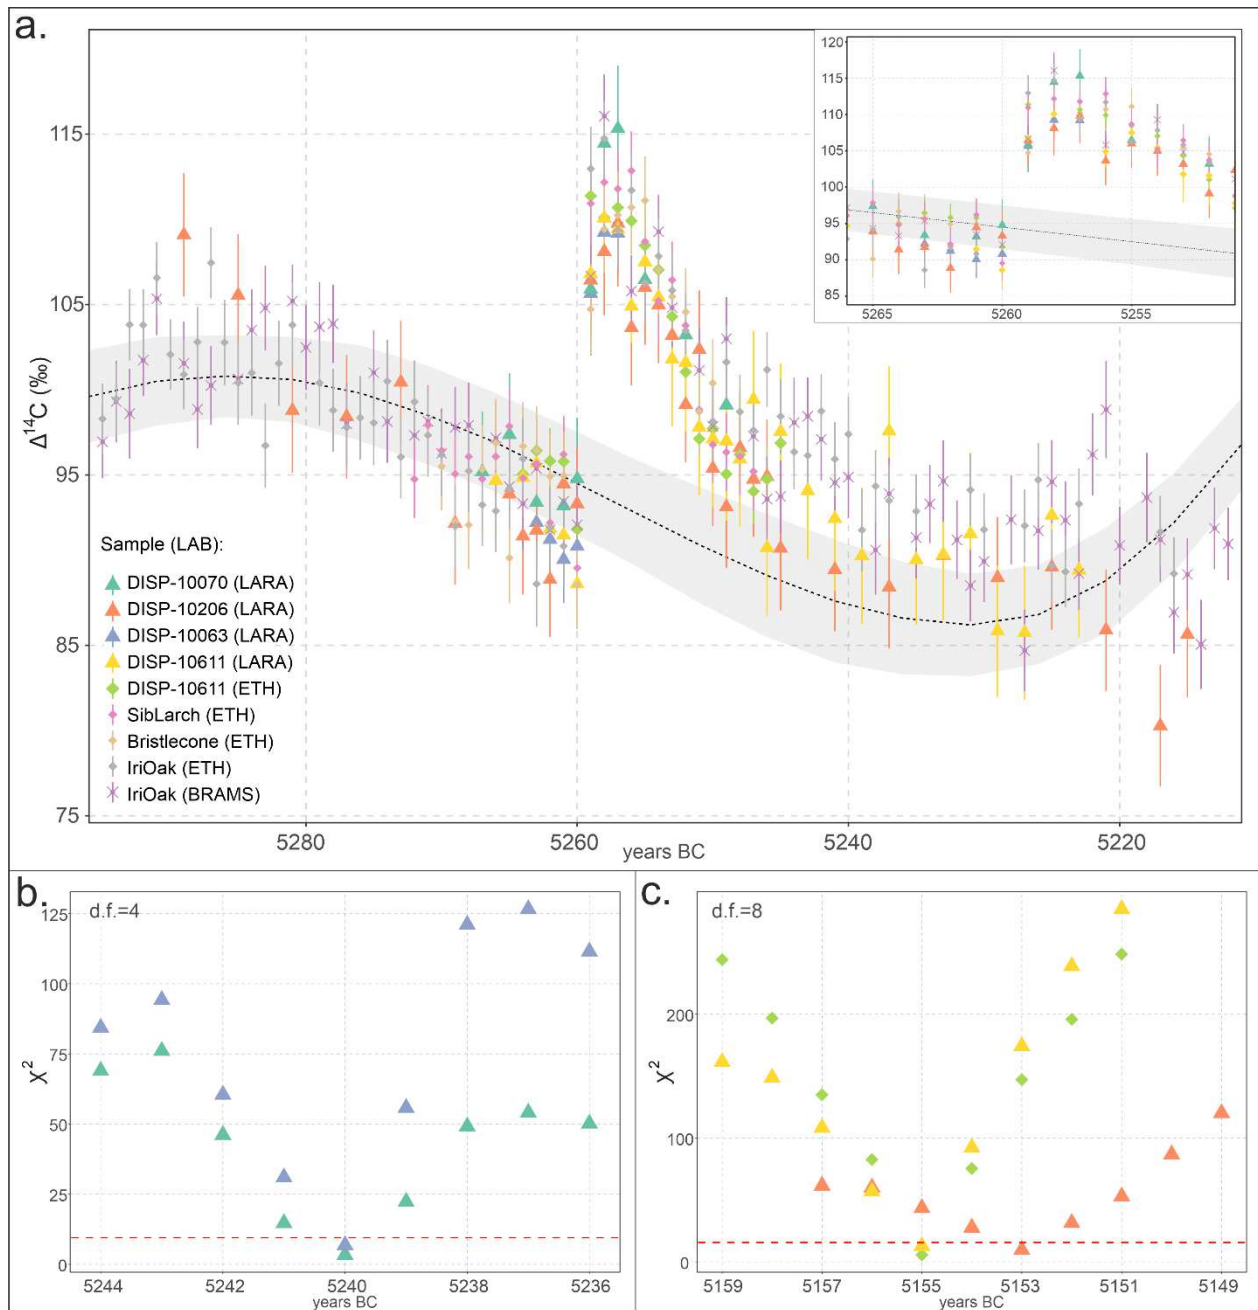 a.
115
105
95
85
75
Δ14C (‰)
5280
5260
5240
5220
years BC
120
115
110
105
100
95
90
85
5265
5260
5255
Sample (LAB):
DISP-10070 (LARA)
DISP-10206 (LARA)
DISP-10063 (LARA)
DISP-10611 (LARA)
DISP-10611 (ETH)
SibLarch (ETH)
Bristlecone (ETH)
IriOak (ETH)
IriOak (BRAMS)
b.
d.f.=4
125
100
75
50
25
0
χ2
5244
5242
5240
5238
5236
years BC
c.
d.f.=8
200
100
0
χ2
5159
5157
5155
5153
5151
5149
years BC